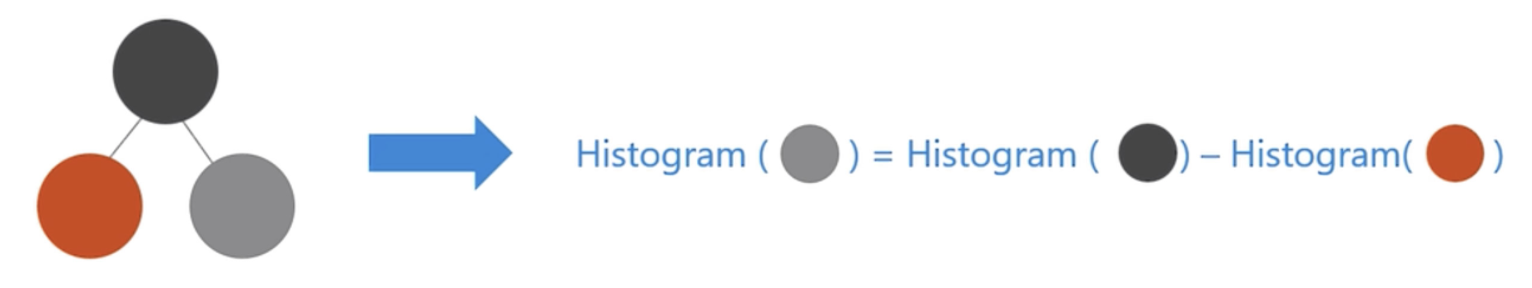 Histogram ( ) = Histogram ( ) – Histogram( )